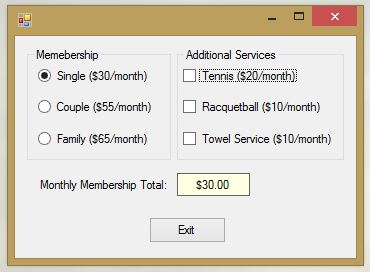 Memebership
Single ($30/month)
Couple ($55/month)
Family ($65/month)
Additional Services
Tennis ($20/month)
Racquetball ($10/month)
Towel Service ($10/month)
Monthly Membership Total: $30.00
Exit